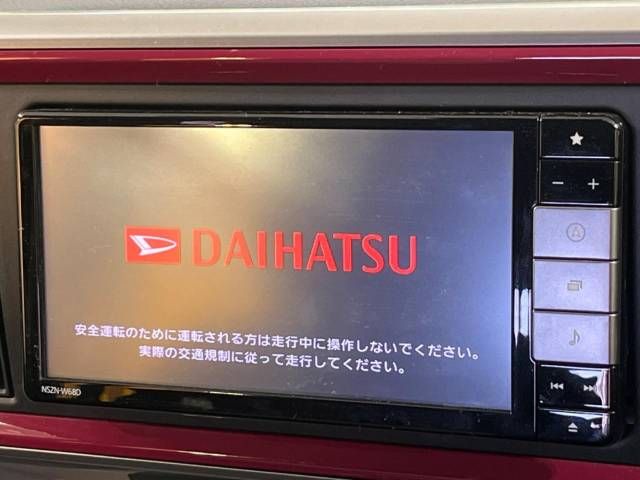 DAIHATSU
安全運転のために運転される方は走行中に操作しないでください。
実際の交通規制に従って走行してください。
NSZN-W68D